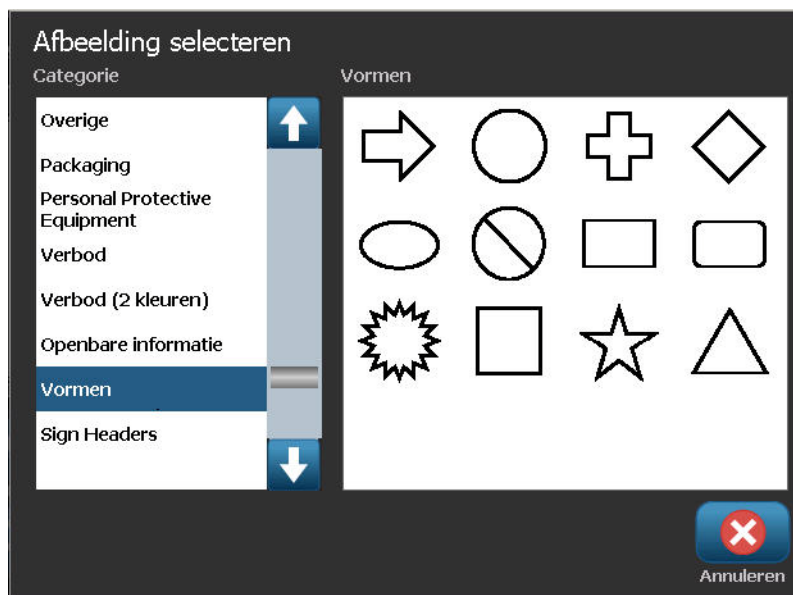 Afbeelding selecteren
Categorie
Vormen
Overige
Packaging
Personal Protective
Equipment
Verbod
Verbod (2 kleuren)
Openbare informatie
Vormen
Sign Headers
Annuleren